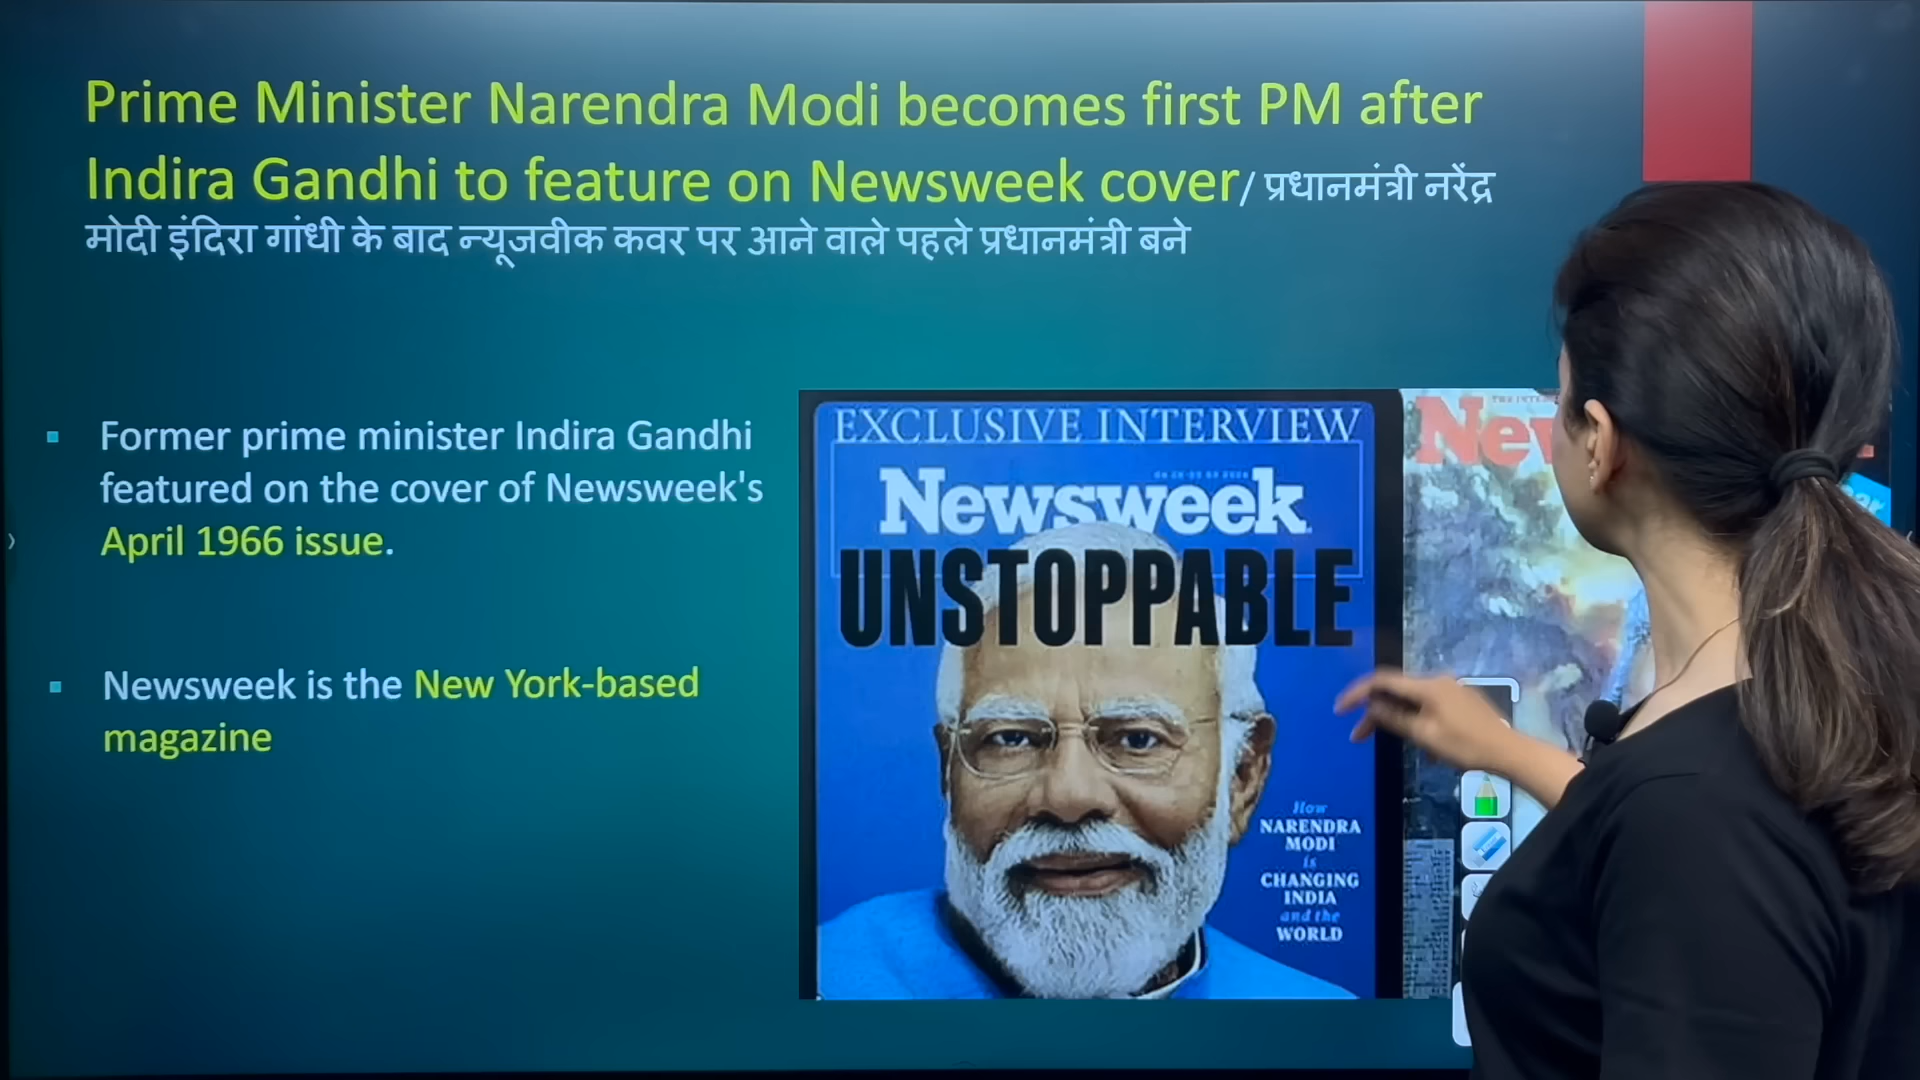 Prime Minister Narendra Modi becomes first PM after
Indira Gandhi to feature on Newsweek cover/ प्रधानमंत्री नरेंद्र
मोदी इंदिरा गांधी के बाद न्यूजवीक कवर पर आने वाले पहले प्रधानमंत्री बने
▪ Former prime minister Indira Gandhi
featured on the cover of Newsweek's
April 1966 issue.
▪ Newsweek is the New York-based
magazine
EXCLUSIVE INTERVIEW
Newsweek
UNSTOPPABLE
How
NARENDRA
MODI
is
CHANGING
INDIA
and the
WORLD